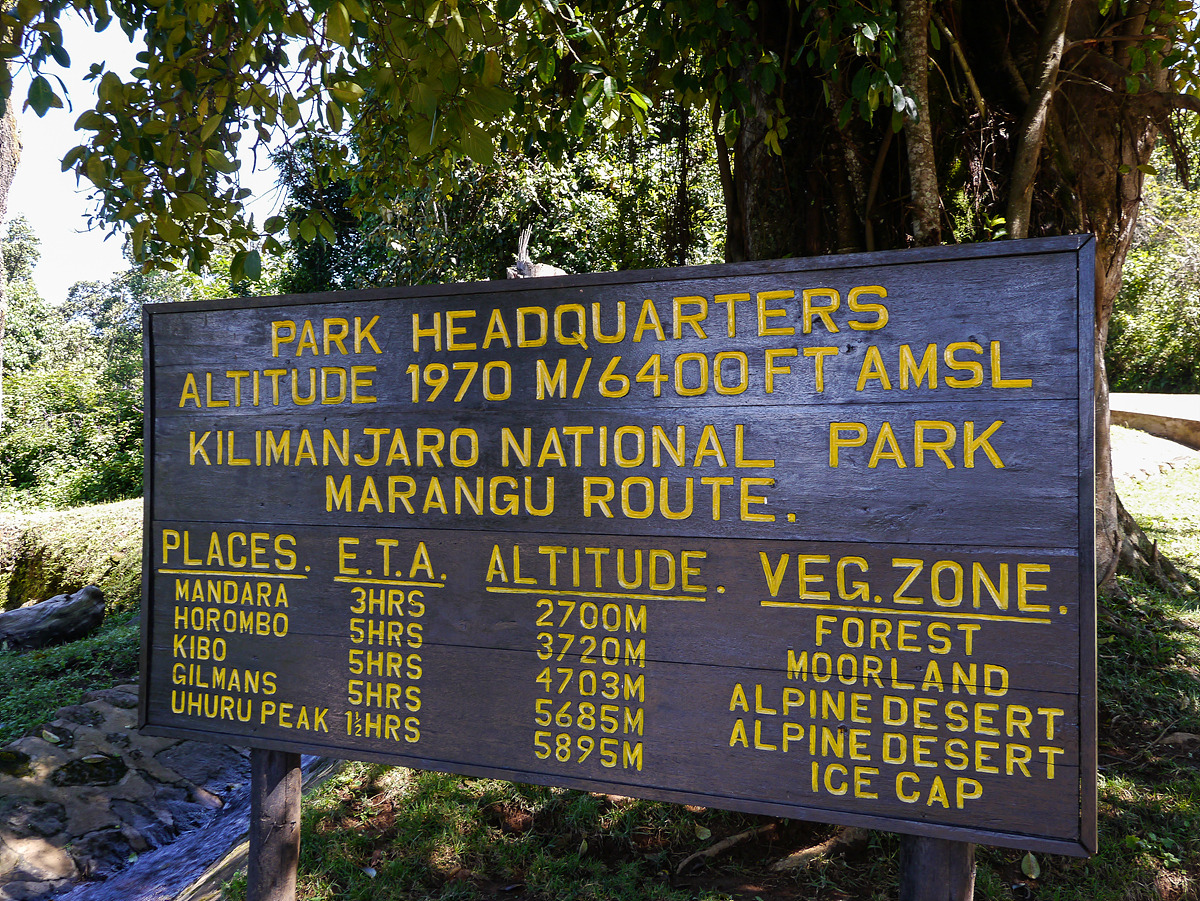 PARK HEADQUARTERS
ALTITUDE 1970 M/6400FT AMSL
KILIMANJARO NATIONAL PARK
MARANGU ROUTE.
PLACES. E.T.A. ALTITUDE. VEG. ZONE.
MANDARA 3HRS 2700M FOREST
HOROMBO 5HRS 3720M MOORLAND
KIBO 5HRS 4703M ALPINE DESERT
GILMANS 5HRS 5685M ALPINE DESERT
UHURU PEAK 1½HRS 5895M ICE CAP